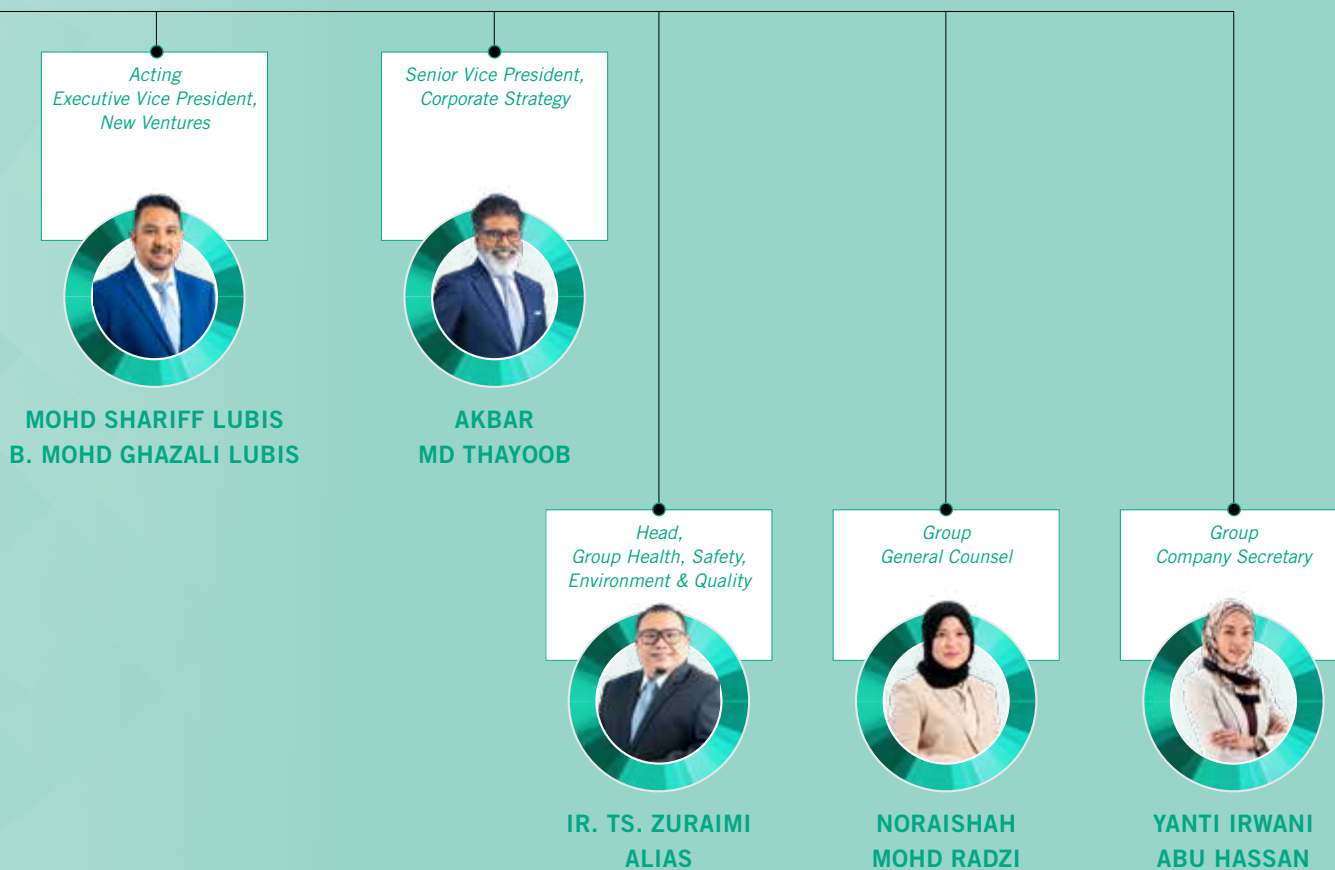 Acting
Executive Vice President,
New Ventures
MOHD SHARIFF LUBIS
B. MOHD GHAZALI LUBIS
Senior Vice President,
Corporate Strategy
AKBAR
MD THAYOOB
Head,
Group Health, Safety,
Environment & Quality
IR. TS. ZURAIMI
ALIAS
Group
General Counsel
NORAISHAH
MOHD RADZI
Group
Company Secretary
YANTI IRWANI
ABU HASSAN